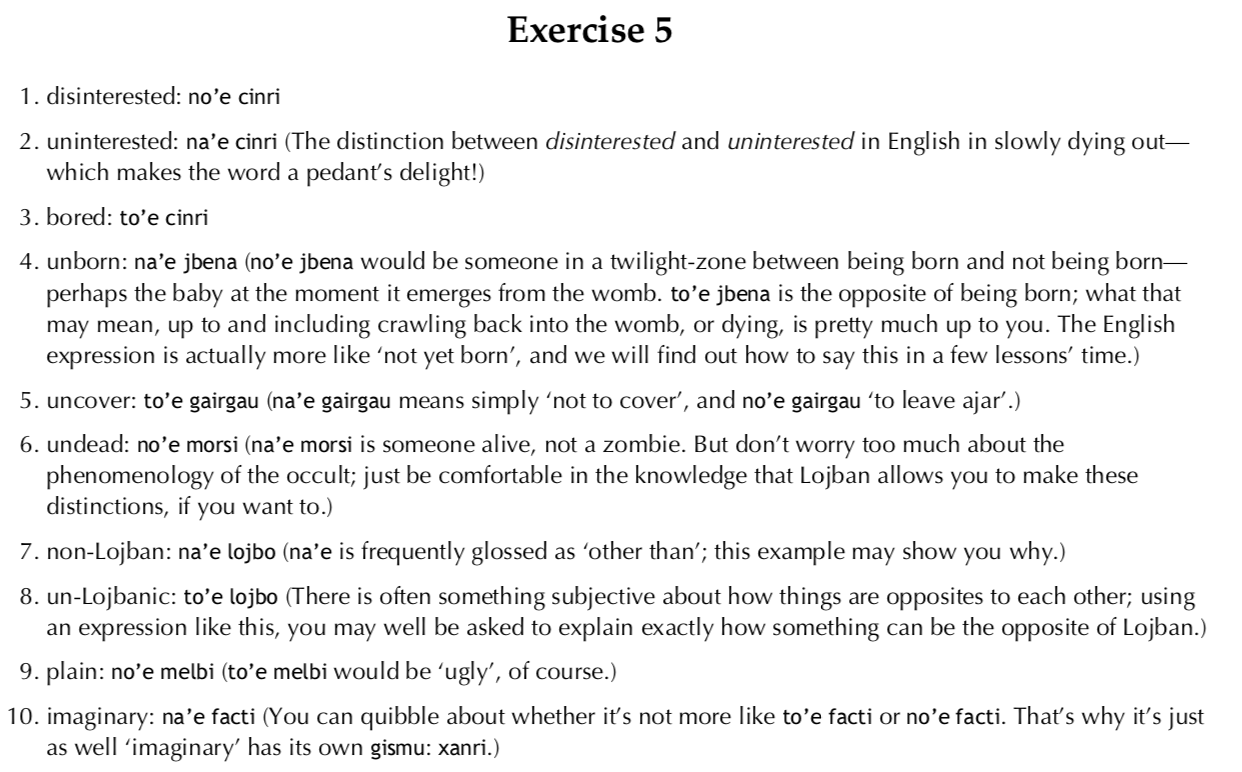 Exercise 5
1. disinterested: no’e cinri
2. uninterested: na’e cinri (The distinction between disinterested and uninterested in English in slowly dying out—
which makes the word a pedant’s delight!)
3. bored: to’e cinri
4. unborn: na’e jbena (no’e jbena would be someone in a twilight-zone between being born and not being born—
perhaps the baby at the moment it emerges from the womb. to’e jbena is the opposite of being born; what that
may mean, up to and including crawling back into the womb, or dying, is pretty much up to you. The English
expression is actually more like ‘not yet born’, and we will find out how to say this in a few lessons’ time.)
5. uncover: to’e gairgau (na’e gairgau means simply ‘not to cover’, and no’e gairgau ‘to leave ajar’.)
6. undead: no’e morsi (na’e morsi is someone alive, not a zombie. But don’t worry too much about the
phenomenology of the occult; just be comfortable in the knowledge that Lojban allows you to make these
distinctions, if you want to.)
7. non-Lojban: na’e lojbo (na’e is frequently glossed as ‘other than’; this example may show you why.)
8. un-Lojbanic: to’e lojbo (There is often something subjective about how things are opposites to each other; using
an expression like this, you may well be asked to explain exactly how something can be the opposite of Lojban.)
9. plain: no’e melbi (to’e melbi would be ‘ugly’, of course.)
10. imaginary: na’e facti (You can quibble about whether it’s not more like to’e facti or no’e facti. That’s why it’s just
as well ‘imaginary’ has its own gismu: xanri.)